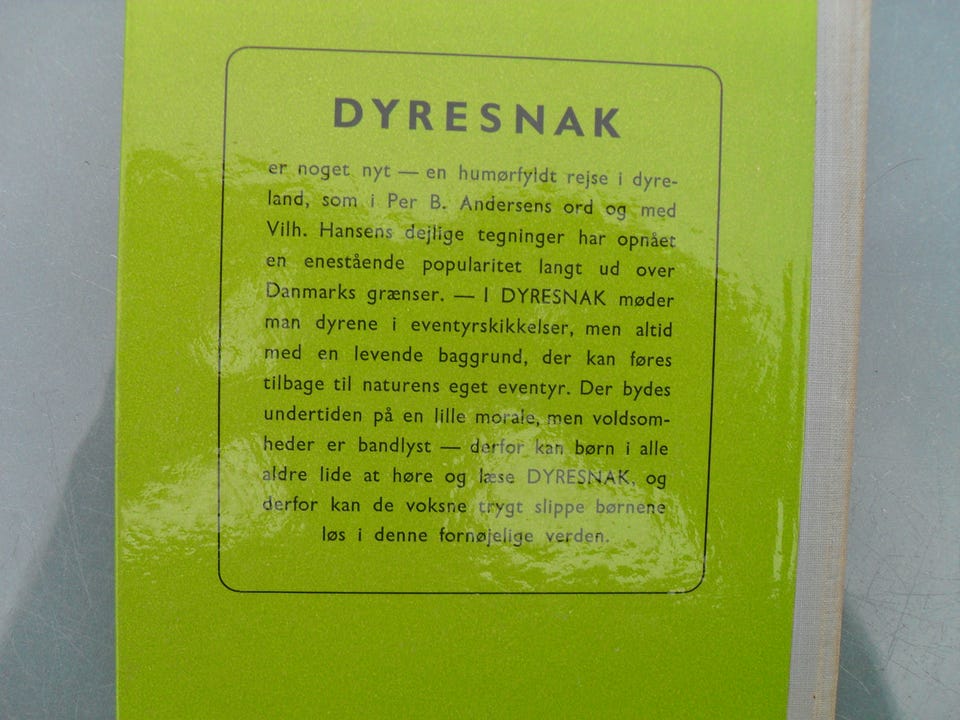 DYRESNAK
er noget nyt — en humørfyldt rejse i dyre-
land, som i Per B. Andersens ord og med
Vilh. Hansens dejlige tegninger har opnået
en enestående popularitet langt ud over
Danmarks grænser. — I DYRESNAK møder
man dyrene i eventyrskikkelser, men altid
med en levende baggrund, der kan føres
tilbage til naturens eget eventyr. Der bydes
undertiden på en lille morale, men voldsom-
heder er bandlyst — derfor kan børn i alle
aldre lide at høre og læse DYRESNAK, og
derfor kan de voksne trygt slippe børnene
løs i denne fornøjelige verden.